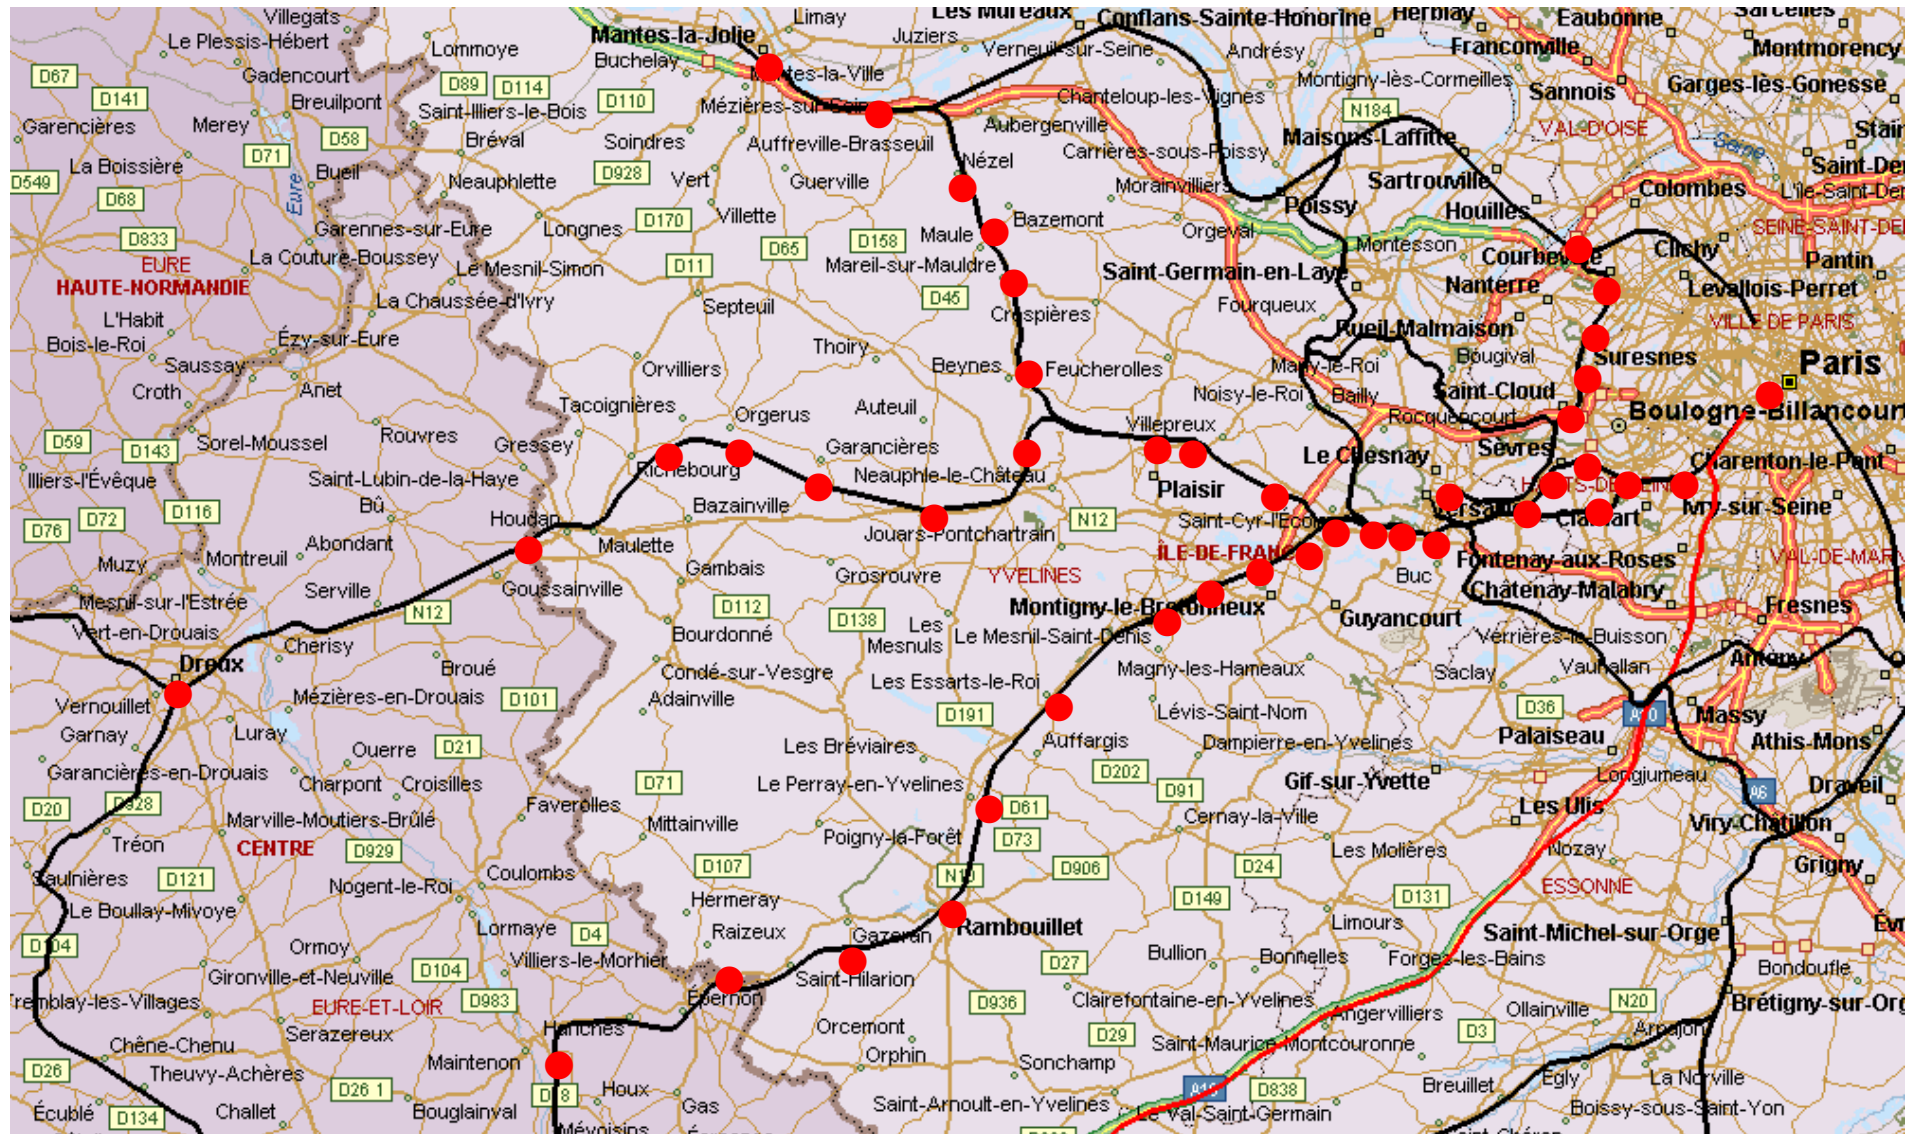 Villegats
Limay
Les Mureaux
Conflans-Sainte-Honorine
Herblay
Eaubonne
Sarcelles
Le Plessis-Hébert
Lommoye
Mantes-la-Jolie
Juziers
Verneuil-sur-Seine
Andrésy
Franconville
Montmorency
D67
Gadencourt
D89
D114
Buchelay
Mantes-la-Ville
Montigny-lès-Cormeilles
Sannois
Garges-lès-Gonesse
D141
Breuilpont
Saint-Illiers-le-Bois
D110
Mézières-sur-Seine
Chanteloup-les-Vignes
N184
Garencières
Merey
D58
Bréval
Soindres
Auffreville-Brasseuil
Aubergenville
Maisons-Laffitte
VAL-D'OISE
Seine
La Boissière
D71
Bueil
Neauphlette
D928
Vert
Guerville
Nézel
Carrières-sous-Poissy
Sartrouville
Colombes
D549
D68
Eure
D170
Villette
Bazemont
Morainvilliers
Poissy
Houilles
D833
Garennes-sur-Eure
Longnes
D65
D158
Maule
Orgeval
Montesson
Clichy
EURE
HAUTE-NORMANDIE
La Couture-Boussey
Le Mesnil-Simon
D11
Mareil-sur-Mauldre
Saint-Germain-en-Laye
Courbevoie
Nanterre
Pantin
Levallois-Perret
La Chaussée-d'Ivry
Septeuil
D45
Crespières
Fourqueux
VILLE DE PARIS
L'Habit
Bois-le-Roi
Ézy-sur-Eure
Thoiry
Rueil-Malmaison
Bougival
Suresnes
Paris
Saussay
Croth
Anet
Orvilliers
Beynes
Feucherolles
Marly-le-Roi
Noisy-le-Roi
Bailly
Saint-Cloud
Boulogne-Billancourt
D59
D143
Sorel-Moussel
Rouvres
Gressey
Tacoignières
Orgerus
Auteuil
Villepreux
Rocquencourt
Sèvres
Charenton-le-Pont
Illiers-l'Évêque
Saint-Lubin-de-la-Haye
Richebourg
Garancières
Neauphle-le-Château
Plaisir
Le Chesnay
D76
D72
D116
Bû
Houdan
Bazainville
Jouars-Pontchartrain
N12
Saint-Cyr-l'École
Clamart
Ivry-sur-Seine
Muzy
Montreuil
Abondant
Maulette
Gambais
Grosrouvre
YVELINES
Buc
Fontenay-aux-Roses
Mesnil-sur-l'Estrée
Serville
N12
Goussainville
D112
D138
Montigny-le-Bretonneux
Guyancourt
Châtenay-Malabry
Fresnes
Vert-en-Drouais
Cherisy
Bourdonné
Les
Mesnuls
Le Mesnil-Saint-Denis
Verrières-le-Buisson
Dreux
Broué
Condé-sur-Vesgre
Magny-les-Hameaux
Saclay
Vauhallan
Antony
Vernouillet
Mézières-en-Drouais
D101
Adainville
Les Essarts-le-Roi
D191
Lévis-Saint-Nom
D36
A10
Massy
Garnay
Luray
Ouerre
D21
Les Bréviaires
Auffargis
Dampierre-en-Yvelines
Palaiseau
Athis-Mons
Garancières-en-Drouais
Charpont
Croisilles
D71
Le Perray-en-Yvelines
D202
D91
Gif-sur-Yvette
Longjumeau
A6
Draveil
D20
D928
Marville-Moutiers-Brûlé
Faverolles
Mittainville
D61
Poigny-la-Forêt
D73
Cernay-la-Ville
Les Ulis
Viry-Châtillon
Tréon
CENTRE
D929
D107
N10
D906
D24
Les Molières
Nozay
Grigny
Saulnières
D121
Nogent-le-Roi
Coulombs
Hermeray
D149
D131
ESSONNE
Le Boullay-Mivoye
D104
Ormoy
Lormaye
D4
Raizeux
Gazeran
Rambouillet
Limours
Saint-Michel-sur-Orge
Gironville-et-Neuville
D104
Villiers-le-Morhier
Saint-Hilarion
D27
Bullion
Bonnelles
Forges-les-Bains
Bondoufle
Tremblay-les-Villages
EURE-ET-LOIR
D983
Épernon
D936
Clairefontaine-en-Yvelines
Angervilliers
Ollainville
N20
Serazereux
Hanches
Orcemont
D29
D3
Arpajon
Chêne-Chenu
Maintenon
Orphin
Sonchamp
Saint-Maurice-Montcouronne
D26
Theuvy-Achères
D26 1
Houx
D838
Breuillet
Egly
La Norville
Écublé
D134
Challet
Bouglainval
Gas
Saint-Arnoult-en-Yvelines
Le Val-Saint-Germain
Boissy-sous-Saint-Yon
Mévoisins